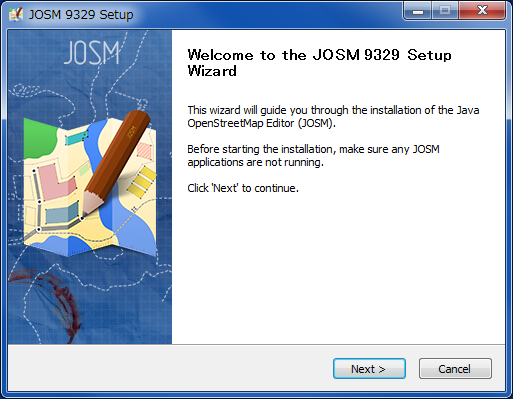 JOSM 9329 Setup
JOSM
Welcome to the JOSM 9329 Setup
Wizard
This wizard will guide you through the installation of the Java
OpenStreetMap Editor (JOSM).
Before starting the installation, make sure any JOSM
applications are not running.
Click 'Next' to continue.
JOSM
Next >
Cancel